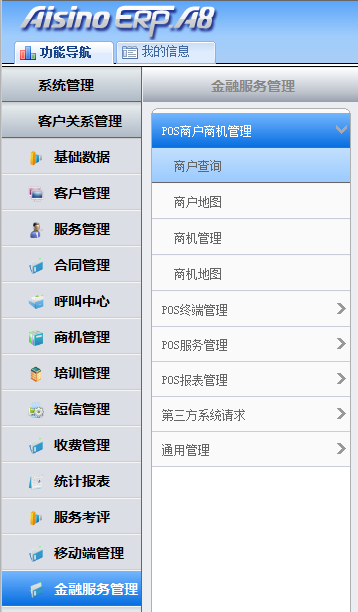 Aisino ERP.A8
功能导航
我的信息
系统管理
客户关系管理
基础数据
客户管理
服务管理
合同管理
呼叫中心
商机管理
培训管理
短信管理
收费管理
统计报表
服务考评
移动端管理
金融服务管理
金融服务管理
POS商户商机管理
商户查询
商户地图
商机管理
商机地图
POS终端管理
POS服务管理
POS报表管理
第三方系统请求
通用管理